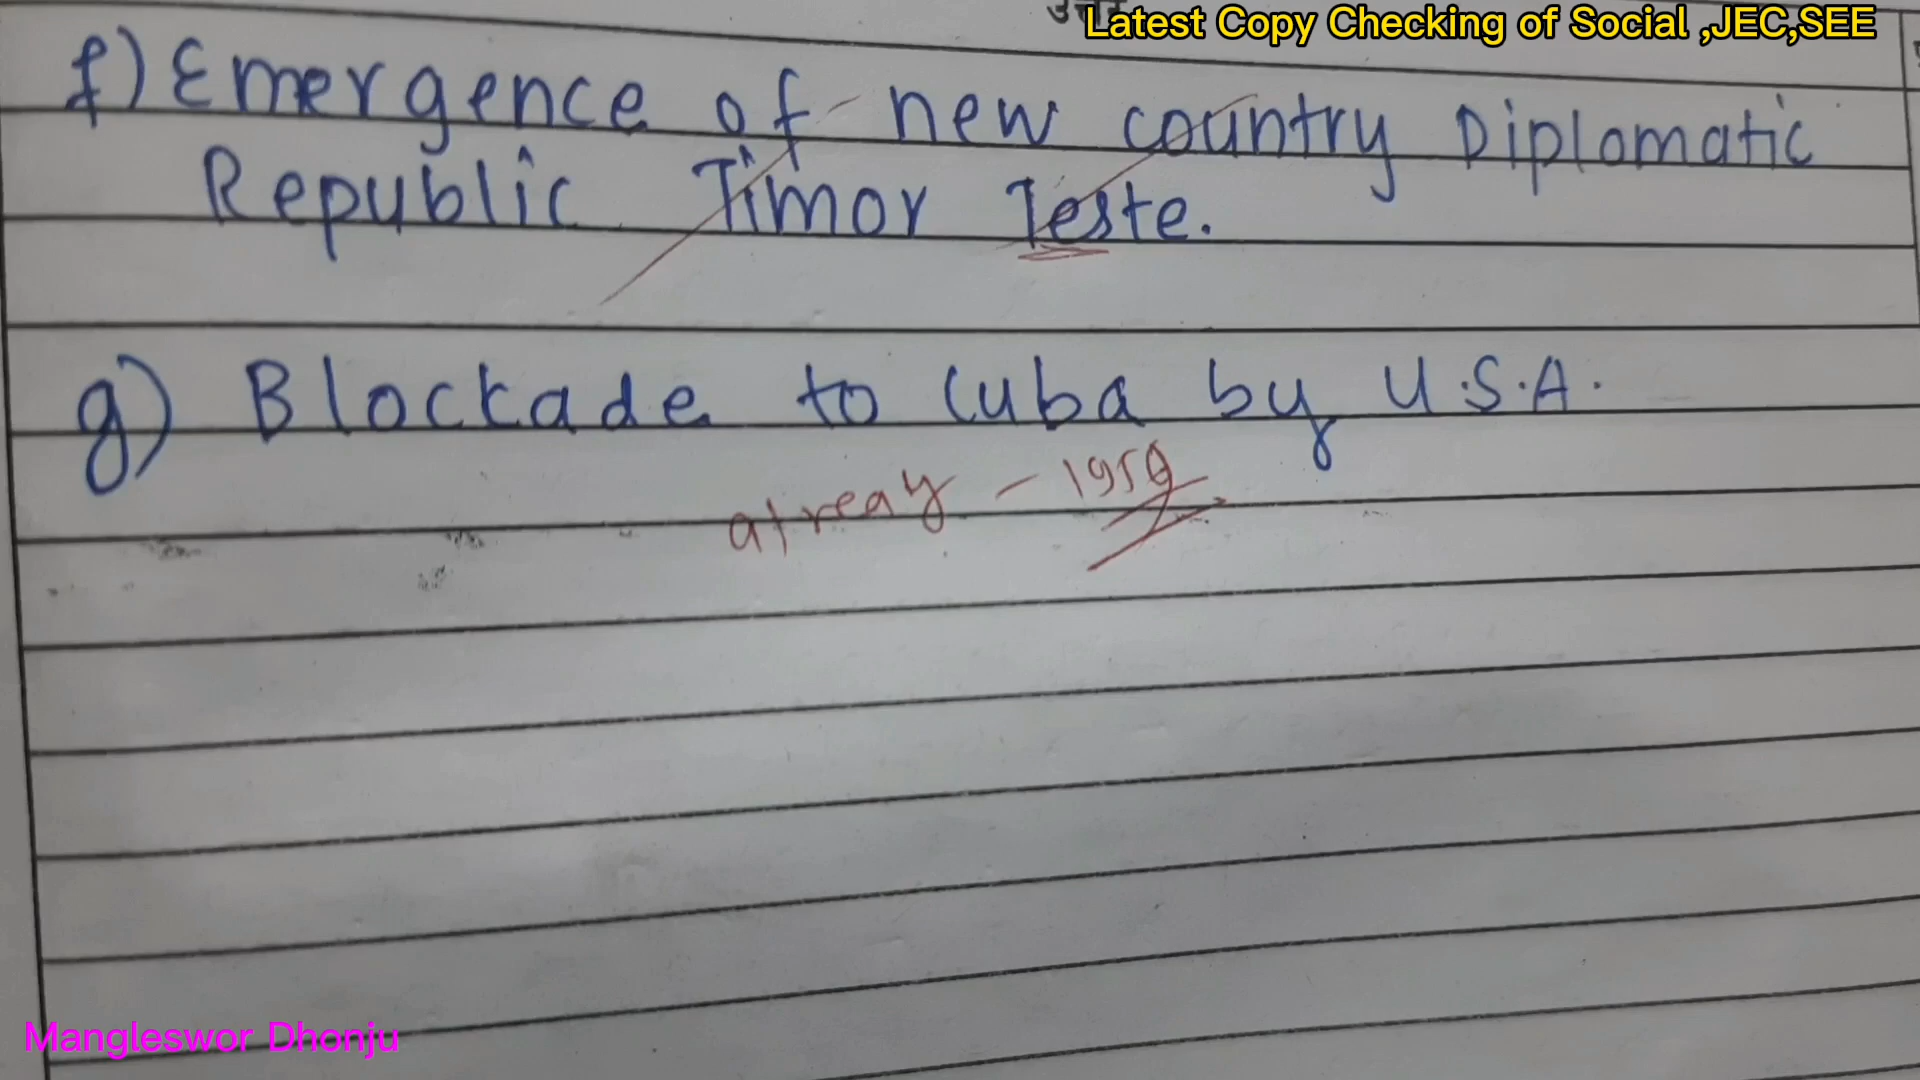 Latest Copy Checking of Social ,JEC,SEE
f) Emergence of new country Diplomatic
Republic Timor Teste.
g) Blockade to Cuba by U.S.A.
alreay - 1959
Mangleswor Dhonju